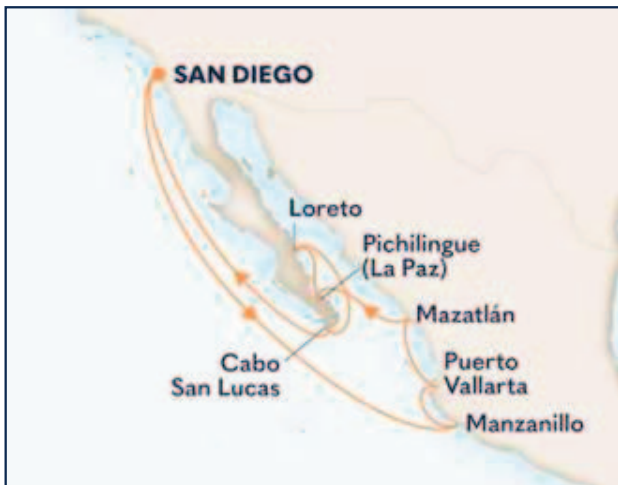 SAN DIEGO
Loreto
Pichilingue
(La Paz)
Mazatlán
Cabo
San Lucas
Puerto
Vallarta
Manzanillo